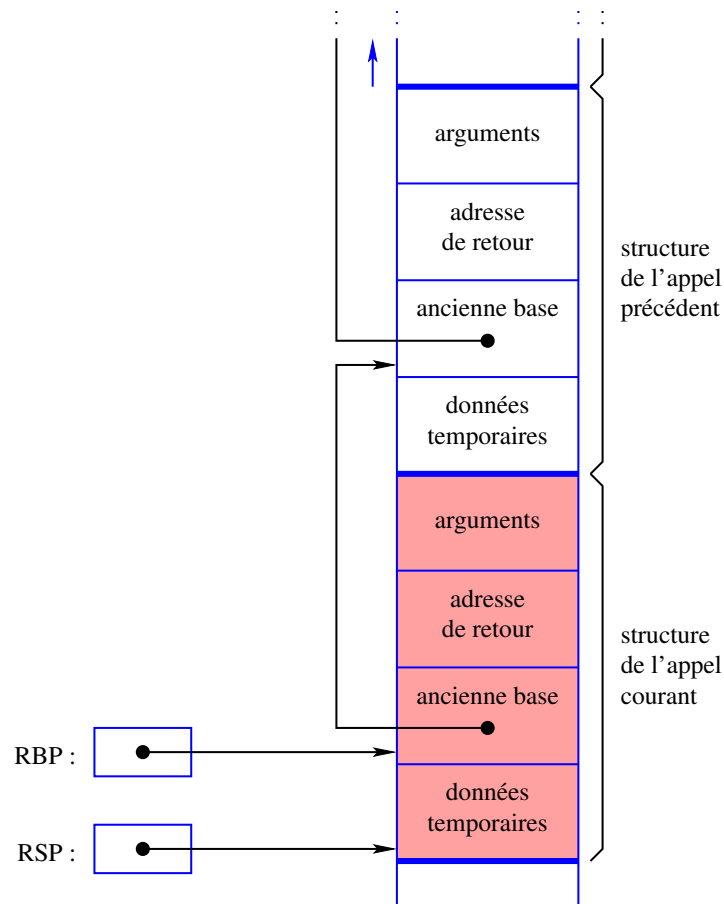 arguments
adresse
de retour
ancienne base
données
temporaires
structure
de l'appel
précédent
arguments
adresse
de retour
ancienne base
données
temporaires
structure
de l'appel
courant
RBP :
RSP :